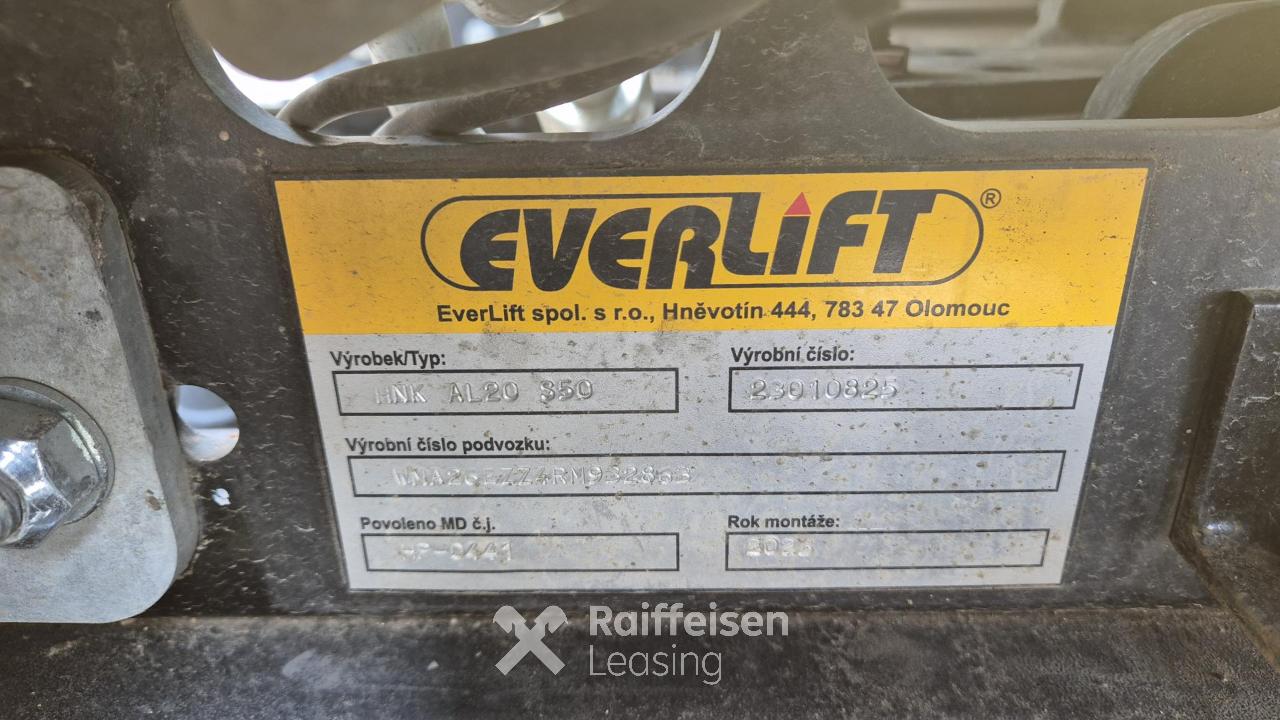 EVERLIFT®
EverLift spol. s r.o., Hněvotín 444, 783 47 Olomouc
Výrobek/Typ: Výrobní číslo:
HNK AL20 S50 23010825
Výrobní číslo podvozku:
Povoleno MD č.j. Rok montáže:
2023
Raiffeisen
Leasing